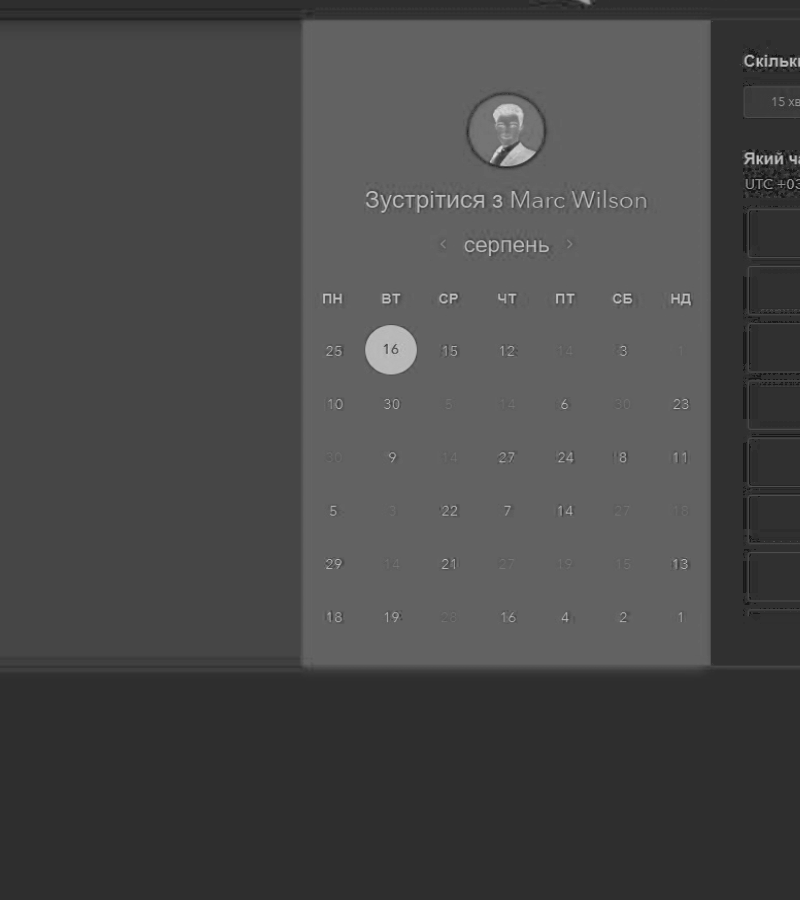 Зустрітися з Marc Wilson
‹ серпень ›
ПН ВТ СР ЧТ ПТ СБ НД
25 16 15 12 14 3 1
10 30 5 14 6 30 23
30 9 14 27 24 8 11
5 3 22 7 14 27 18
29 14 21 27 19 15 13
18 19 28 16 4 2 1
Скільки
15 хв
Який ча
UTC +03